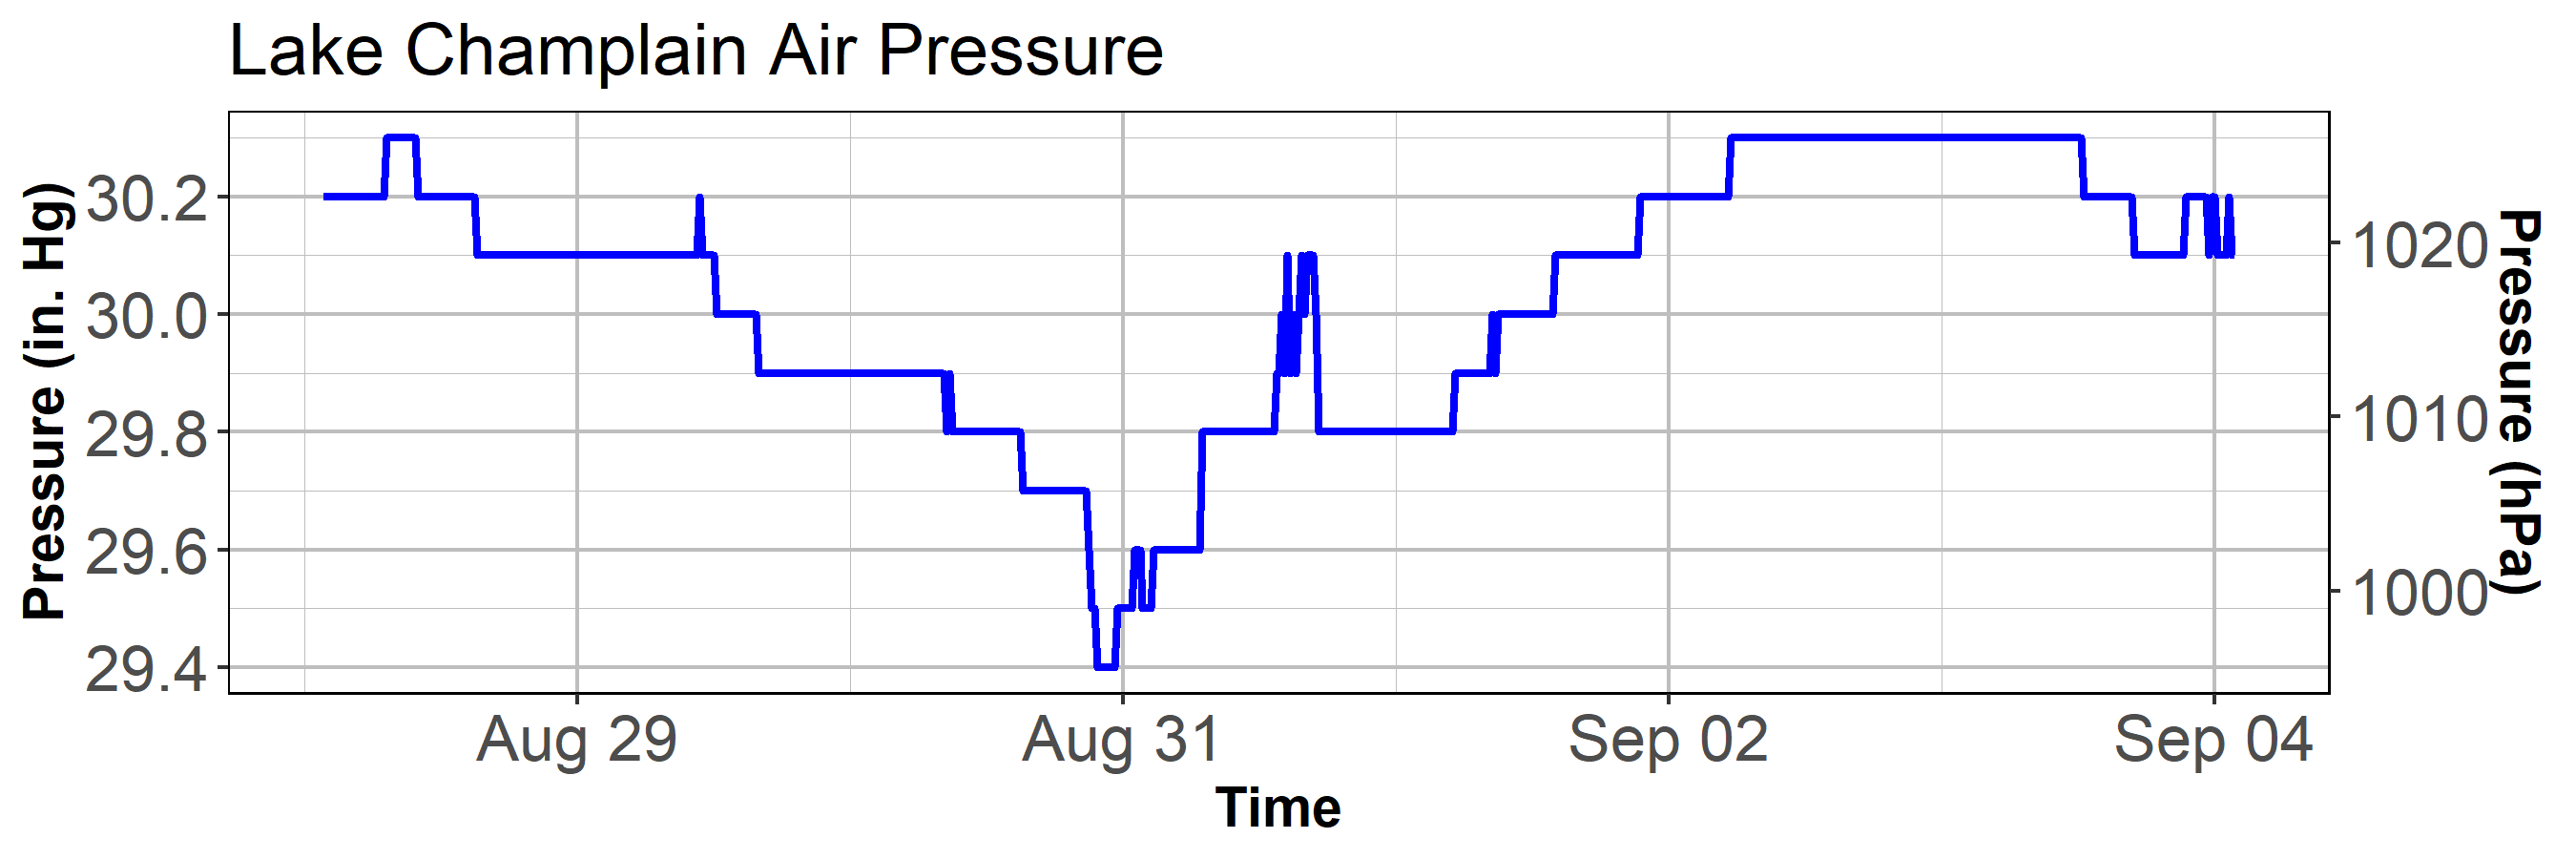 Lake Champlain Air Pressure
Pressure (in. Hg)
30.2
30.0
29.8
29.6
29.4
1020
1010
1000
Pressure (hPa)
Aug 29 Aug 31 Sep 02 Sep 04
Time